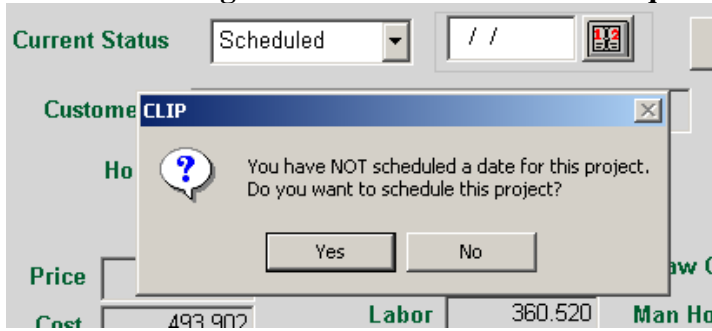 Current Status Scheduled / /
Custome
CLIP
Ho
You have NOT scheduled a date for this project.
Do you want to schedule this project?
Yes No
Price
aw
Cost 493.902 Labor 360.520 Man Ho